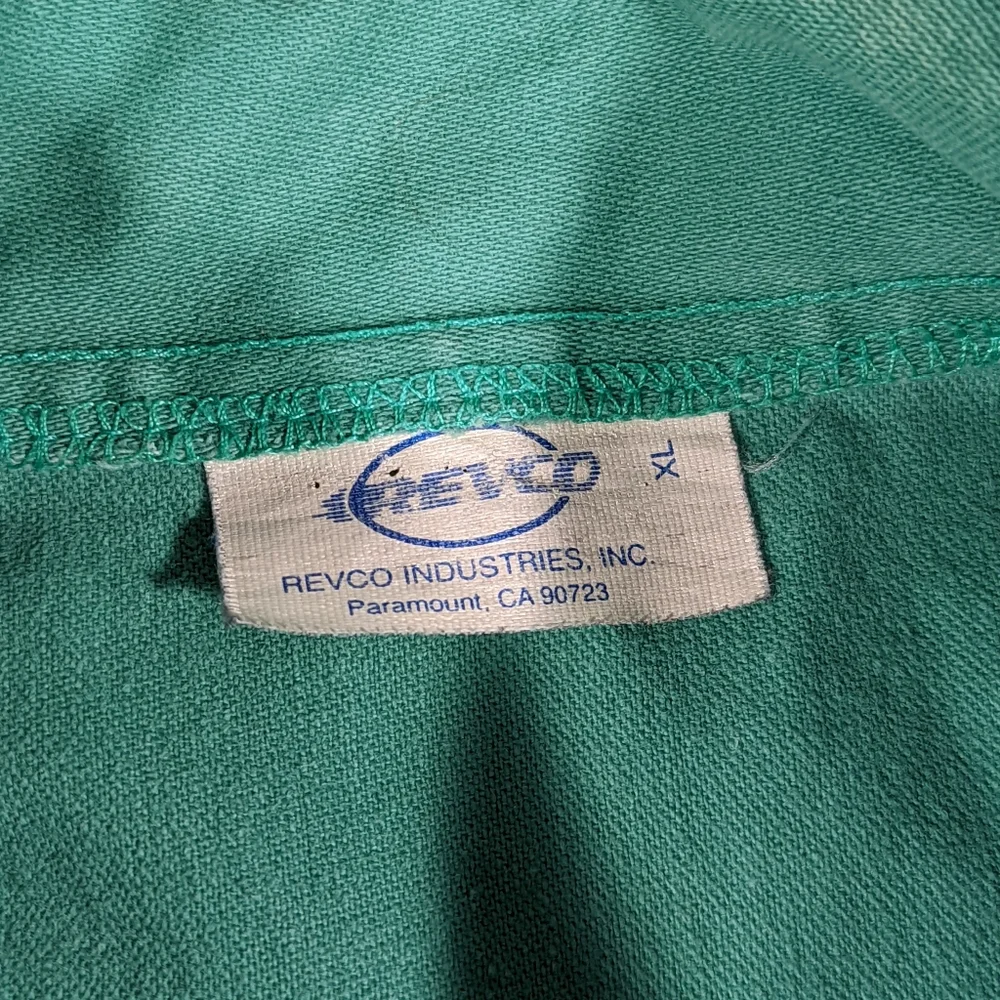 REVCO
XL
REVCO INDUSTRIES, INC.
Paramount, CA 90723